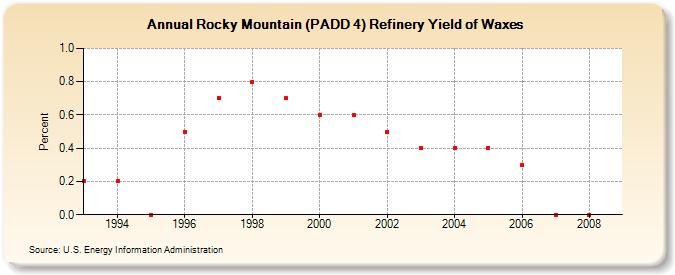 Annual Rocky Mountain (PADD 4) Refinery Yield of Waxes
Percent
1.0
0.8
0.6
0.4
0.2
0.0
1994 1996 1998 2000 2002 2004 2006 2008
Source: U.S. Energy Information Administration